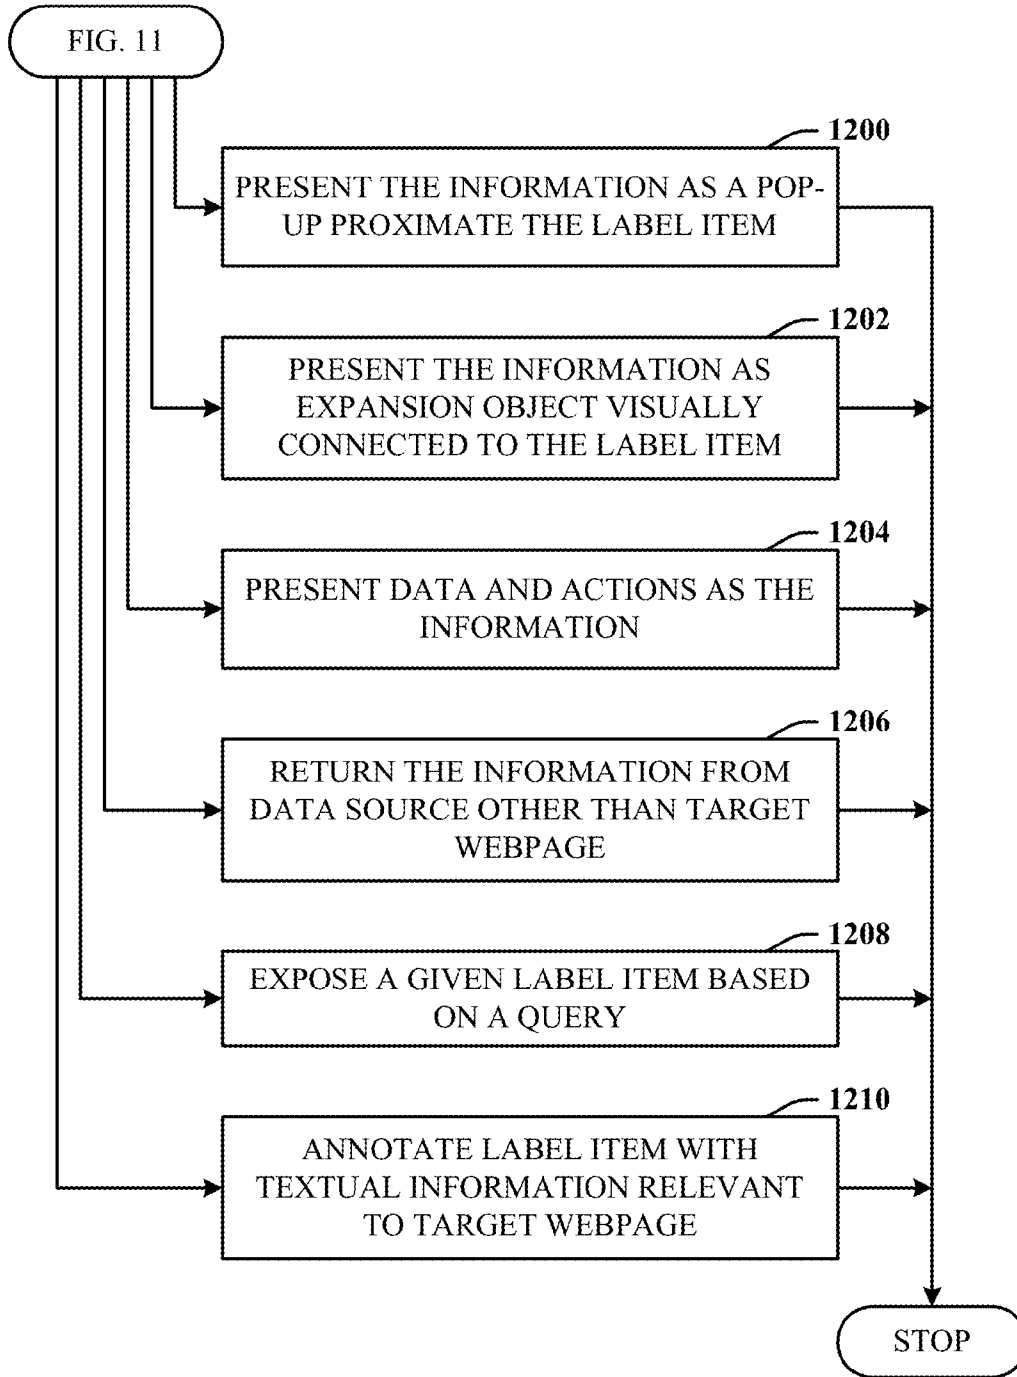 FIG. 11
1200
PRESENT THE INFORMATION AS A POP-
UP PROXIMATE THE LABEL ITEM
1202
PRESENT THE INFORMATION AS
EXPANSION OBJECT VISUALLY
CONNECTED TO THE LABEL ITEM
1204
PRESENT DATA AND ACTIONS AS THE
INFORMATION
1206
RETURN THE INFORMATION FROM
DATA SOURCE OTHER THAN TARGET
WEBPAGE
1208
EXPOSE A GIVEN LABEL ITEM BASED
ON A QUERY
1210
ANNOTATE LABEL ITEM WITH
TEXTUAL INFORMATION RELEVANT
TO TARGET WEBPAGE
STOP